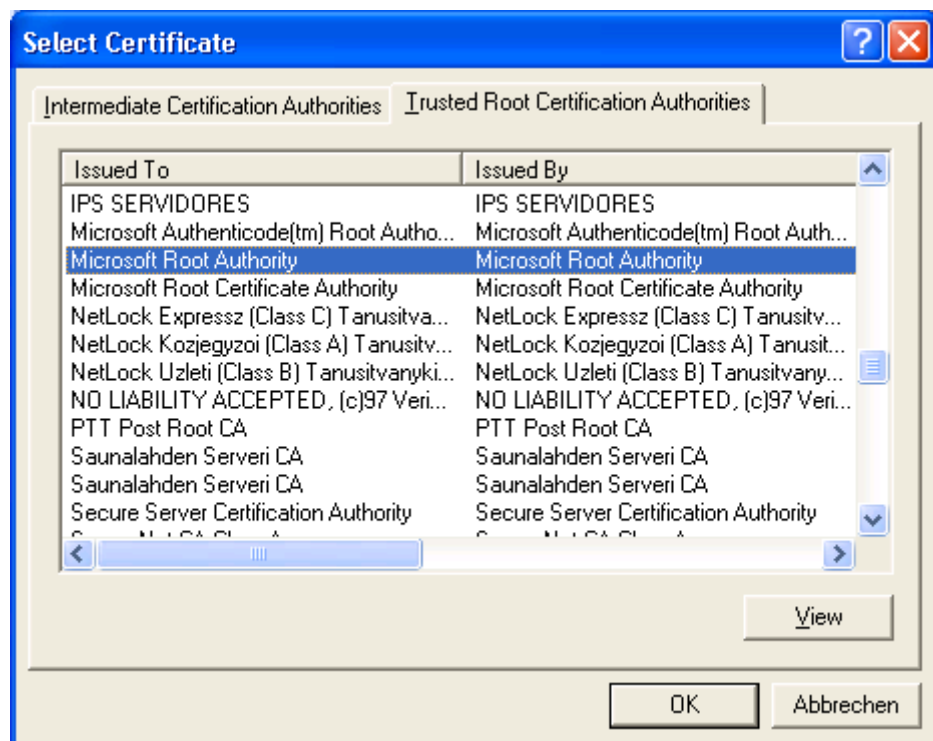 Select Certificate
Intermediate Certification Authorities Trusted Root Certification Authorities
Issued To Issued By
IPS SERVIDORES IPS SERVIDORES
Microsoft Authenticode(tm) Root Autho... Microsoft Authenticode(tm) Root Auth...
Microsoft Root Authority Microsoft Root Authority
Microsoft Root Certificate Authority Microsoft Root Certificate Authority
NetLock Expressz (Class C) Tanusitva... NetLock Expressz (Class C) Tanusitv...
NetLock Kozjegyzoi (Class A) Tanusitv... NetLock Kozjegyzoi (Class A) Tanusit...
NetLock Uzleti (Class B) Tanusitvanyki... NetLock Uzleti (Class B) Tanusitvany...
NO LIABILITY ACCEPTED, (c)97 Veri... NO LIABILITY ACCEPTED, (c)97 Veri...
PTT Post Root CA PTT Post Root CA
Saunalahden Serveri CA Saunalahden Serveri CA
Saunalahden Serveri CA Saunalahden Serveri CA
Secure Server Certification Authority Secure Server Certification Authority
View
OK Abbrechen